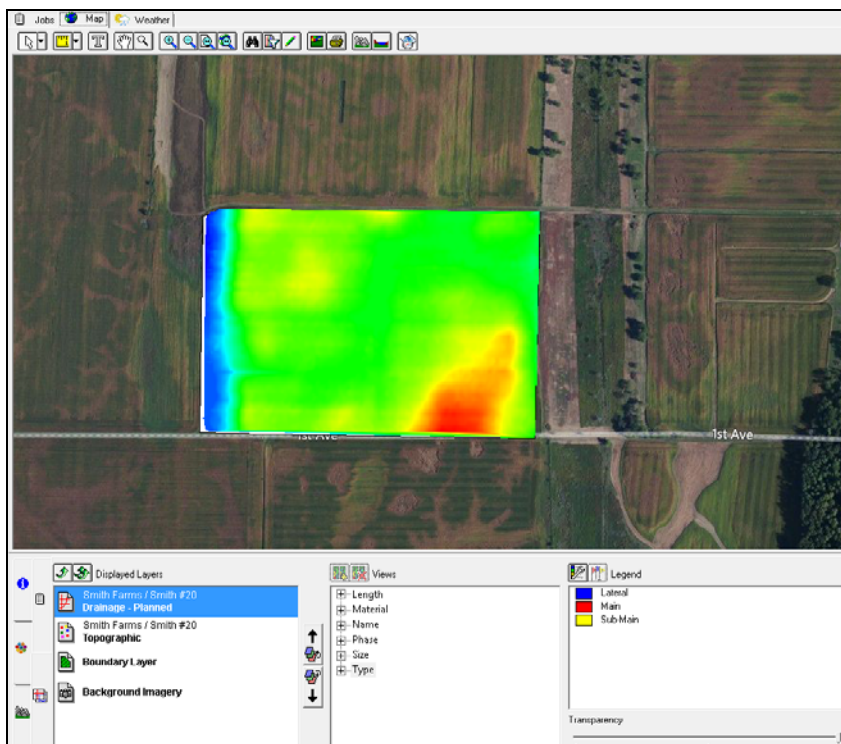 Jobs Map Weather
1st Ave 1st Ave
Displayed Layers
Smith Farms / Smith #20
Drainage - Planned
Smith Farms / Smith #20
Topographic
Boundary Layer
Background Imagery
Views
Length
Material
Name
Phase
Size
Type
Legend
Lateral
Main
Sub-Main
Transparency